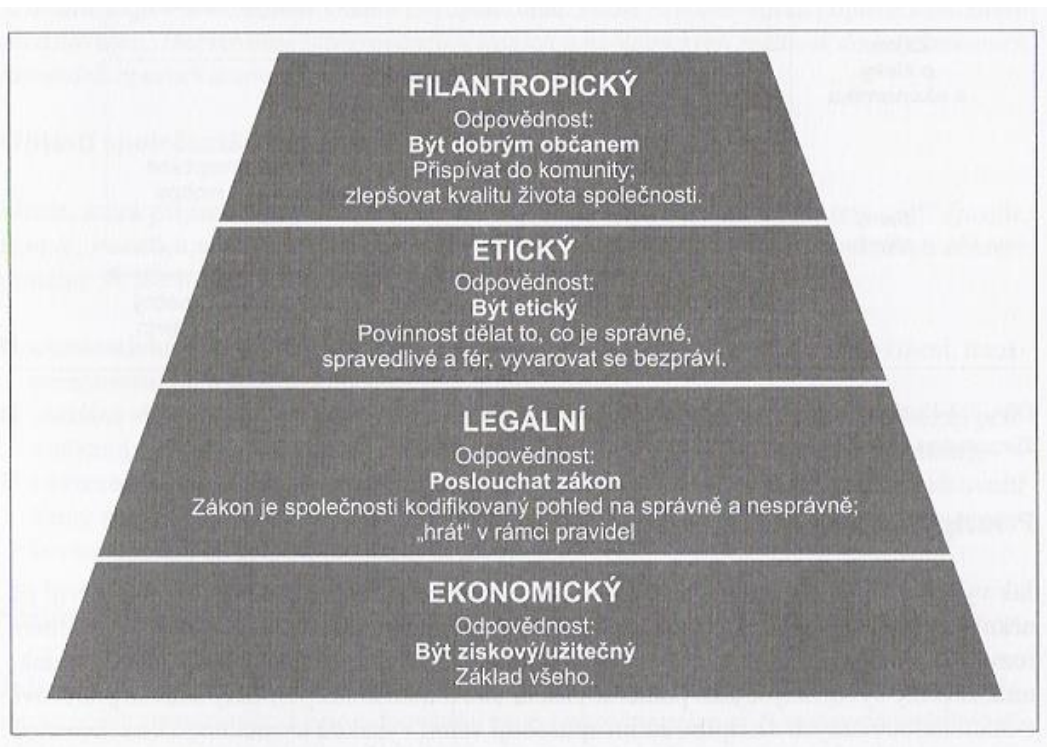 FILANTROPICKÝ
Odpovědnost:
Být dobrým občanem
Přispívat do komunity;
zlepšovat kvalitu života společnosti.
ETICKÝ
Odpovědnost:
Být etický
Povinnost dělat to, co je správné,
spravedlivé a fér, vyvarovat se bezpráví.
LEGÁLNÍ
Odpovědnost:
Poslouchat zákon
Zákon je společnosti kodifikovaný pohled na správně a nesprávně;
„hrát“ v rámci pravidel
EKONOMICKÝ
Odpovědnost:
Být ziskový/užitečný
Základ všeho.